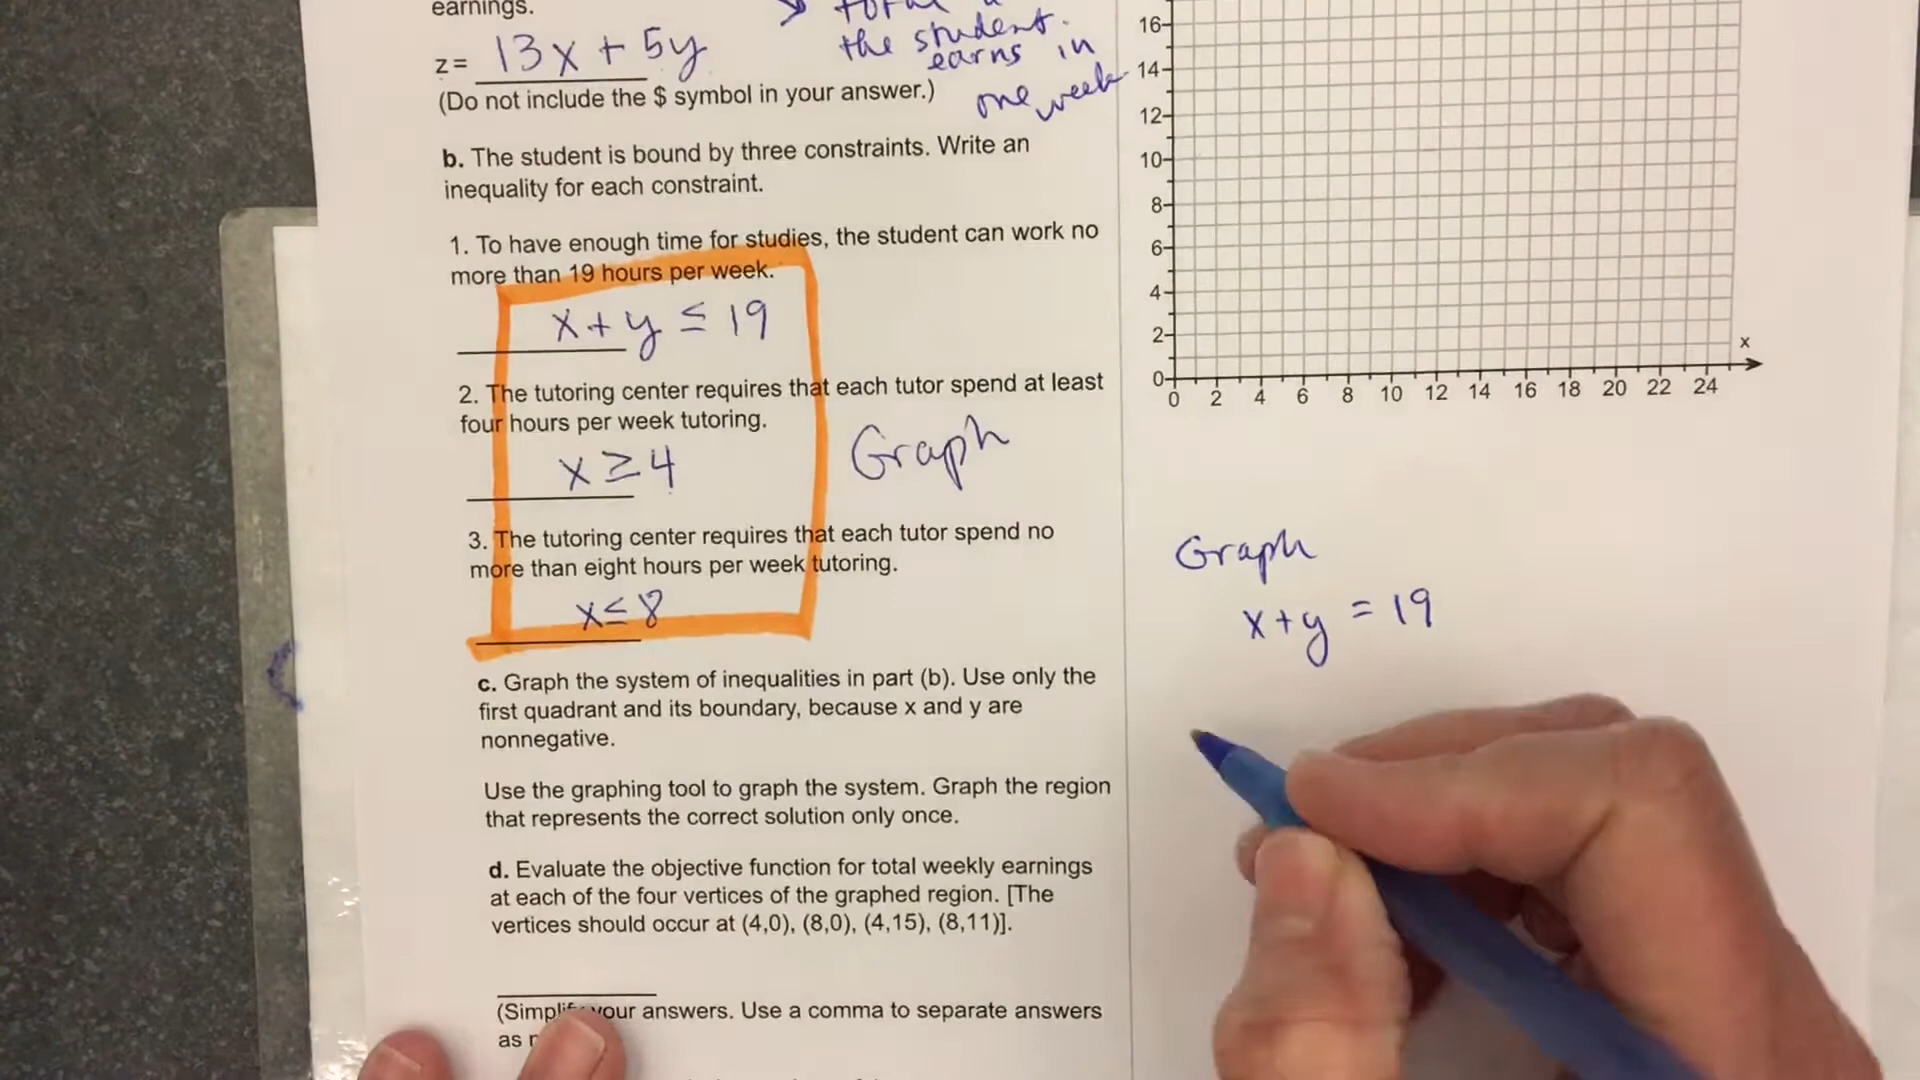 earnings.
z = 13x + 5y
(Do not include the $ symbol in your answer.)
total
the student
earns in
one week
b. The student is bound by three constraints. Write an
inequality for each constraint.
1. To have enough time for studies, the student can work no
more than 19 hours per week.
x + y ≤ 19
2. The tutoring center requires that each tutor spend at least
four hours per week tutoring.
x ≥ 4
Graph
3. The tutoring center requires that each tutor spend no
more than eight hours per week tutoring.
x ≤ 8
c. Graph the system of inequalities in part (b). Use only the
first quadrant and its boundary, because x and y are
nonnegative.
Use the graphing tool to graph the system. Graph the region
that represents the correct solution only once.
d. Evaluate the objective function for total weekly earnings
at each of the four vertices of the graphed region. [The
vertices should occur at (4,0), (8,0), (4,15), (8,11)].
(Simplify your answers. Use a comma to separate answers
as
16
14
12
10
8
6
4
2
0
x
0 2 4 6 8 10 12 14 16 18 20 22 24
Graph
x + y = 19